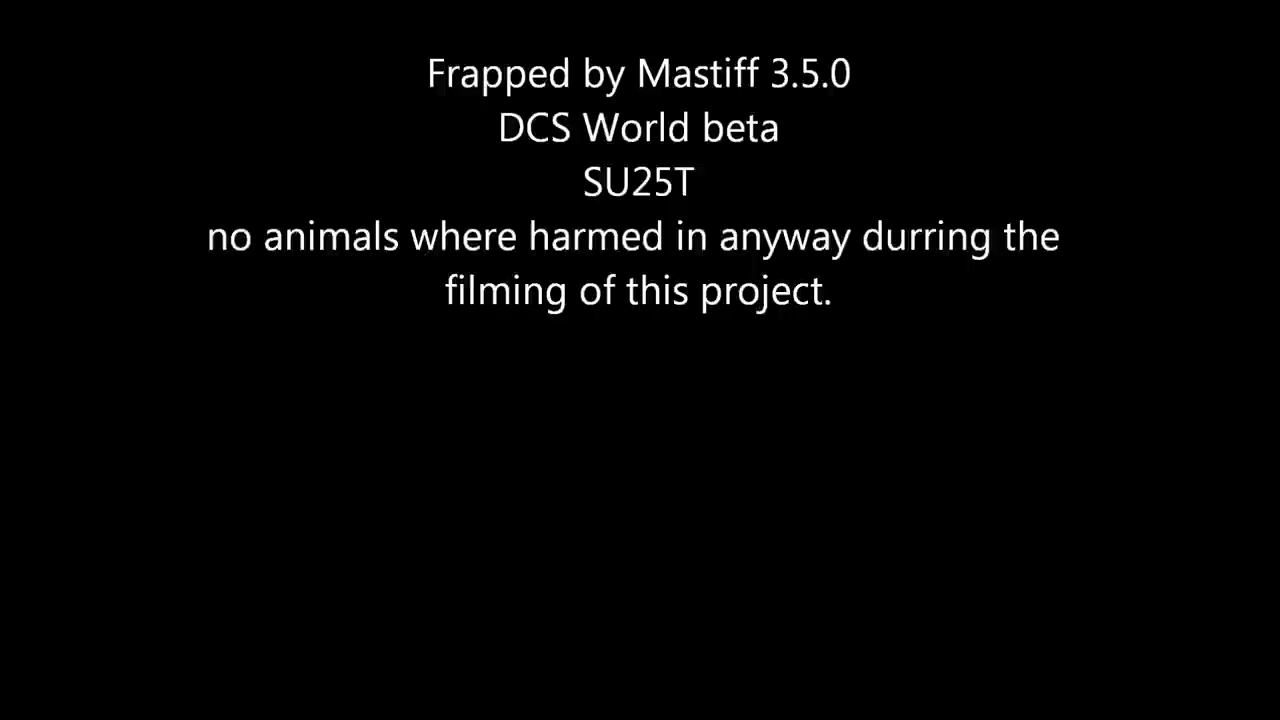 Frapped by Mastiff 3.5.0
DCS World beta
SU25T
no animals where harmed in anyway durring the
filming of this project.